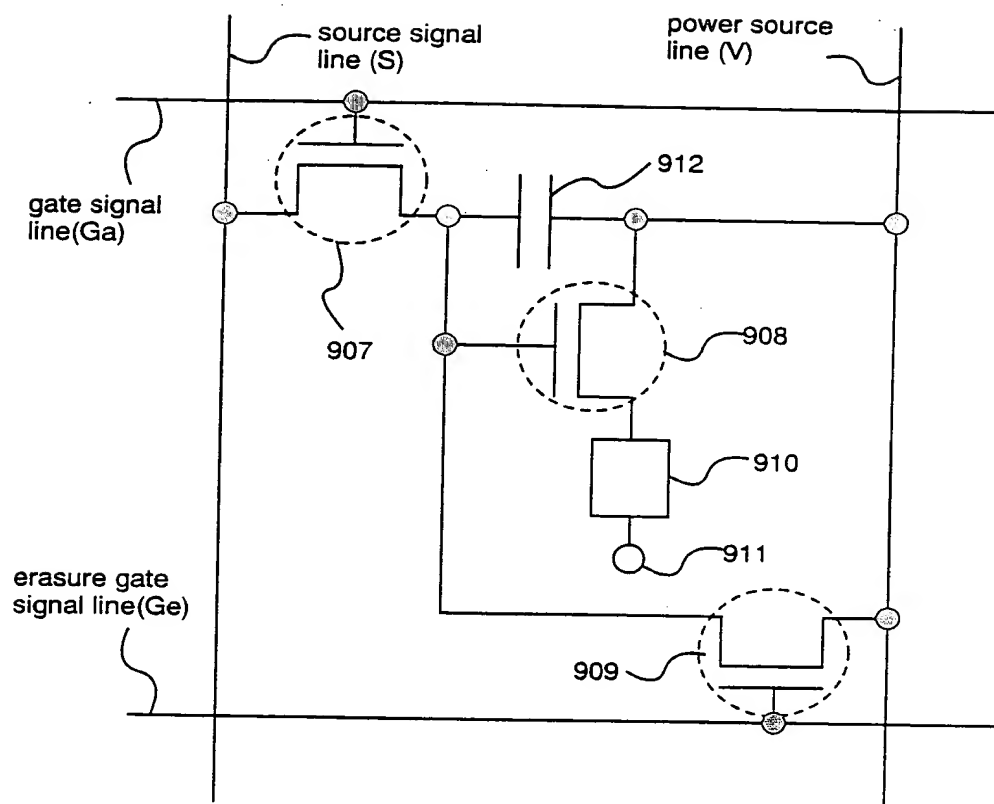 source signal
line (S)
power source
line (V)
912
gate signal
line(Ga)
907
908
910
911
erasure gate
signal line(Ge)
909